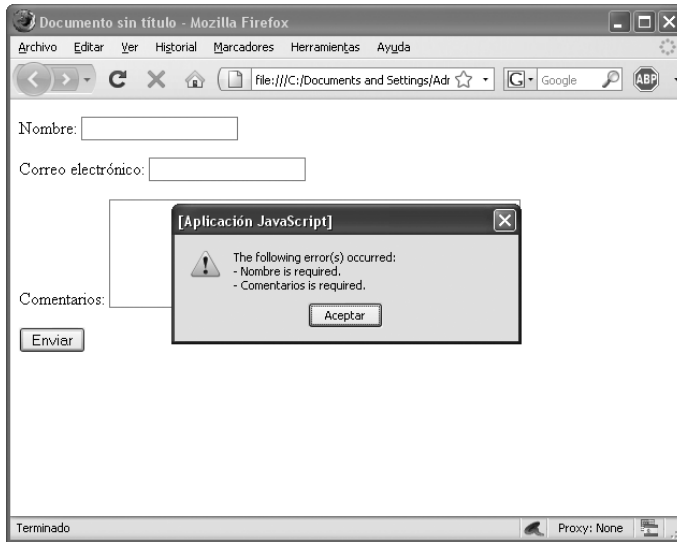 Documento sin título - Mozilla Firefox
Archivo Editar Ver Historial Marcadores Herramientas Ayuda
file:///C:/Documents and Settings/Adr G Google ABP
Nombre:
Correo electrónico:
[Aplicación JavaScript]
The following error(s) occurred:
- Nombre is required.
- Comentarios is required.
Aceptar
Comentarios:
Enviar
Terminado Proxy: None